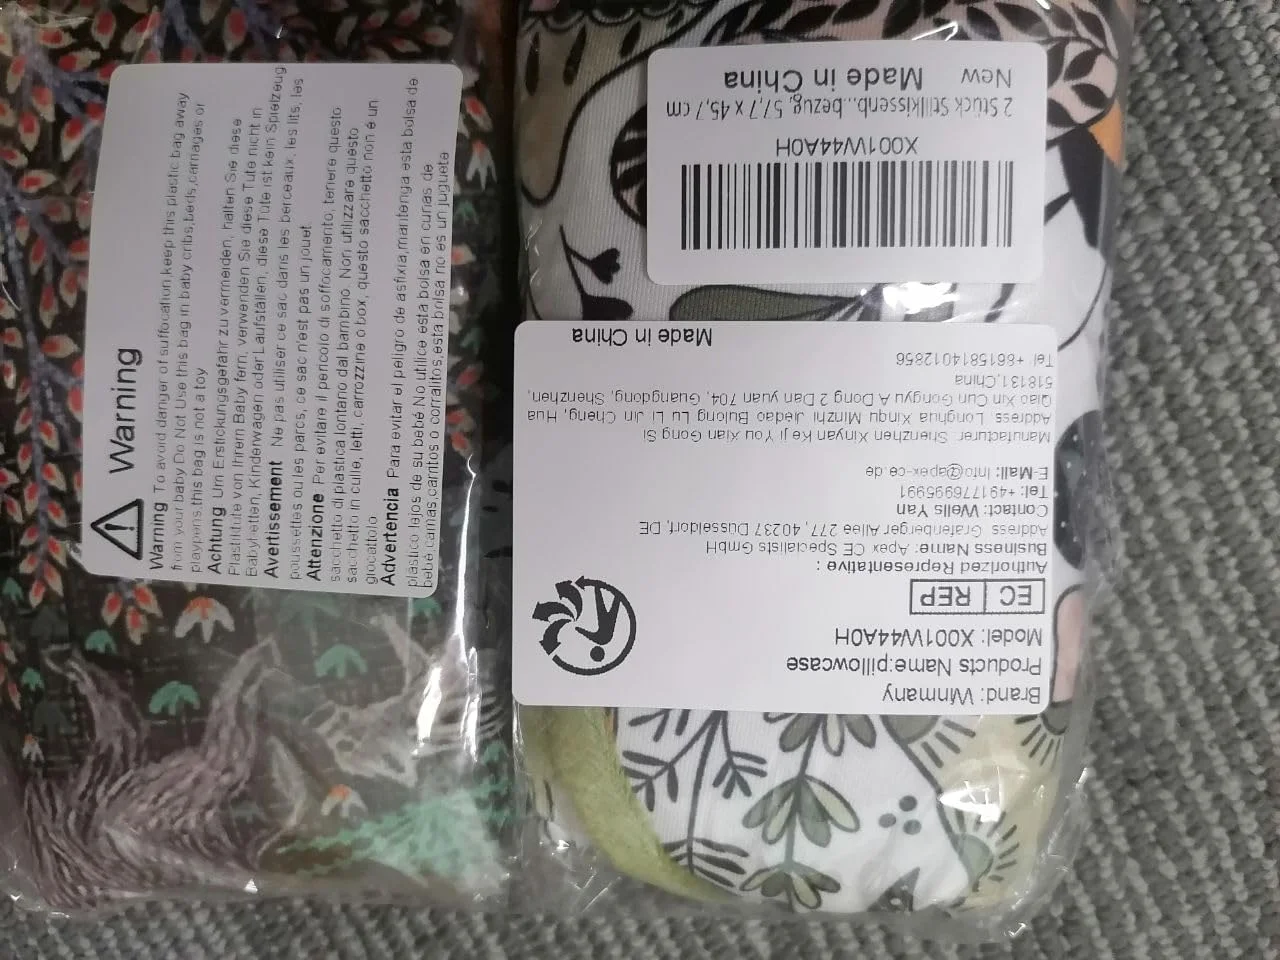 Warning
Warning To avoid danger of suffocation,keep this plastic bag away
from your baby.Do Not Use this bag in baby cribs,beds,carriages or
playpens,this bag is not a toy
Achtung Um Erstickungsgefahr zu vermeiden, halten Sie diese
Plastiktüte von Ihrem Baby fern, verwenden Sie diese Tüte nicht in
Babybetten, Kinderwagen oder Laufställen, diese Tüte ist kein Spielzeug
Avertissement Ne pas utiliser ce sac dans les berceaux, les lits, les
poussettes ou les parcs, ce sac n'est pas un jouet.
Attenzione Per evitare il pericolo di soffocamento, tenere questo
sacchetto di plastica lontano dal bambino. Non utilizzare questo
sacchetto in culle, letti, carrozzine o box, questo sacchetto non è un
giocattolo
Advertencia Para evitar el peligro de asfixia,mantenga esta bolsa de
plástico lejos de su bebé No utilice esta bolsa en cunas de
bebé camas,carritos o corralitos,esta bolsa no es un juguete
Brand: Winmany
Products Name:pillowcase
Model: X001W44A0H
EC REP
Authorized Representative :
Business Name: Apex CE Specialists GmbH
Address Grafenberger Allee 277, 40237 Düsseldorf, DE
Contact: Wells Yan
Tel: +4917769959​91
E-Mail: Info@apex-ce.de
Manufacturer: Shenzhen Xinyan Xinyu Ke ji You Xian Gong Si
Address Longhua Xinqu Minzhi Jiedao Bulong Lu Li Jin Cheng, Hua
Qiao Xin Cun Gongyu A Dong 2 Dan yuan 704, Guangdong, Shenzhen,
518131,China
Tel: +8615814012856
Made in China
X001W44A0H
2 Stück Stillkissenb...bezug, 57,7 x 45,7 cm
New Made in China